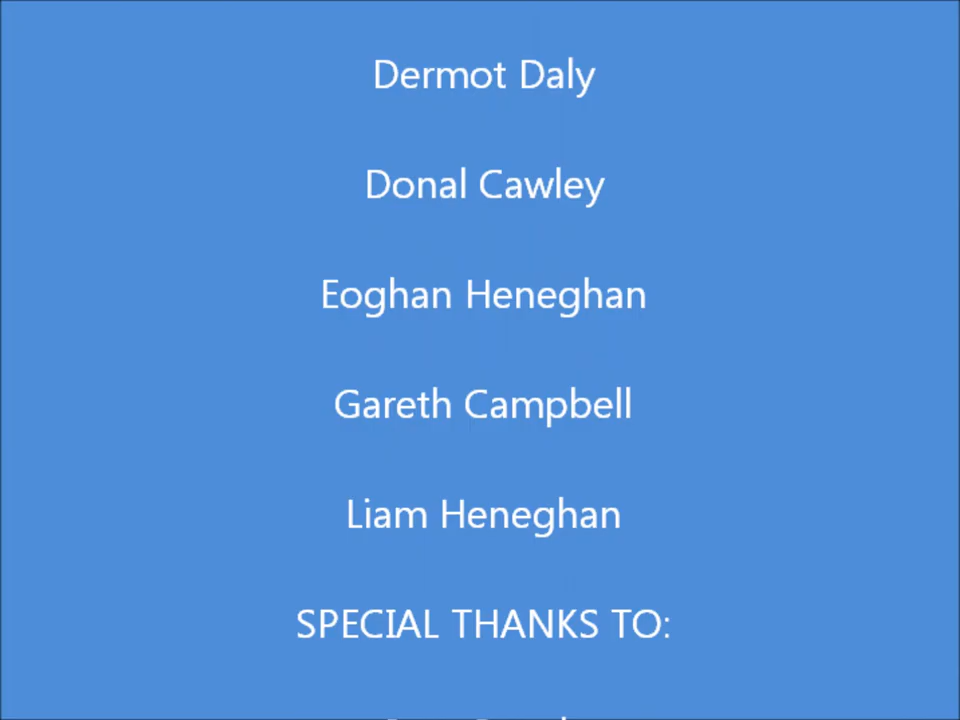 Dermot Daly
Donal Cawley
Eoghan Heneghan
Gareth Campbell
Liam Heneghan
SPECIAL THANKS TO: